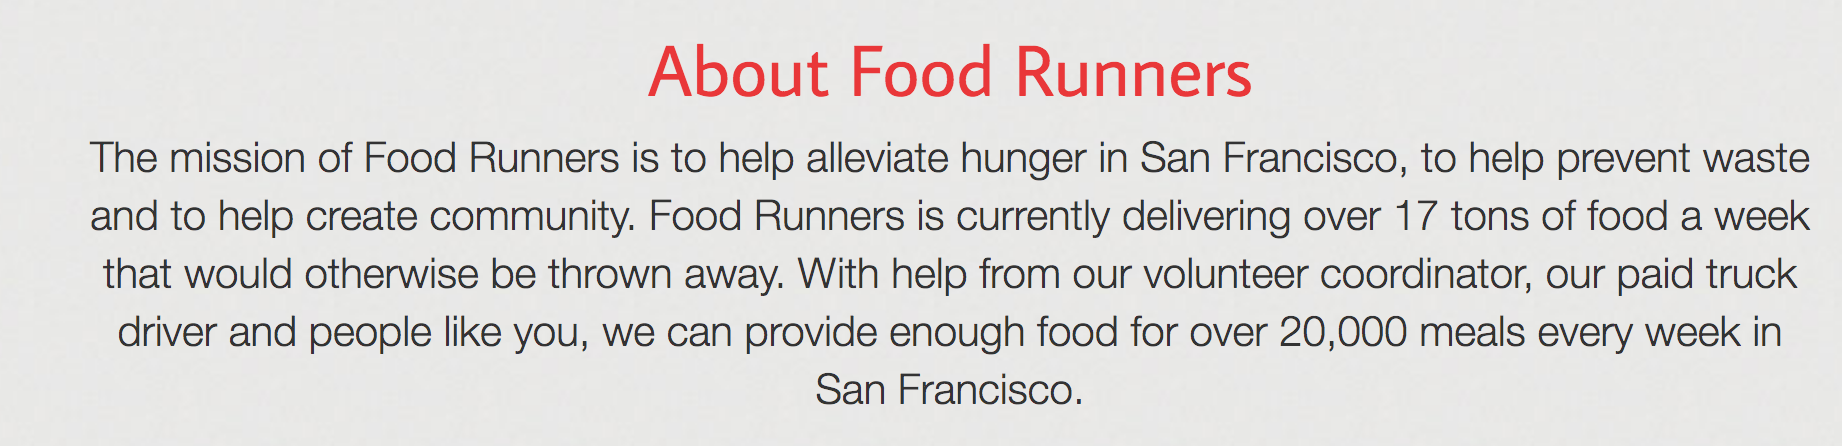 About Food Runners
The mission of Food Runners is to help alleviate hunger in San Francisco, to help prevent waste
and to help create community. Food Runners is currently delivering over 17 tons of food a week
that would otherwise be thrown away. With help from our volunteer coordinator, our paid truck
driver and people like you, we can provide enough food for over 20,000 meals every week in
San Francisco.